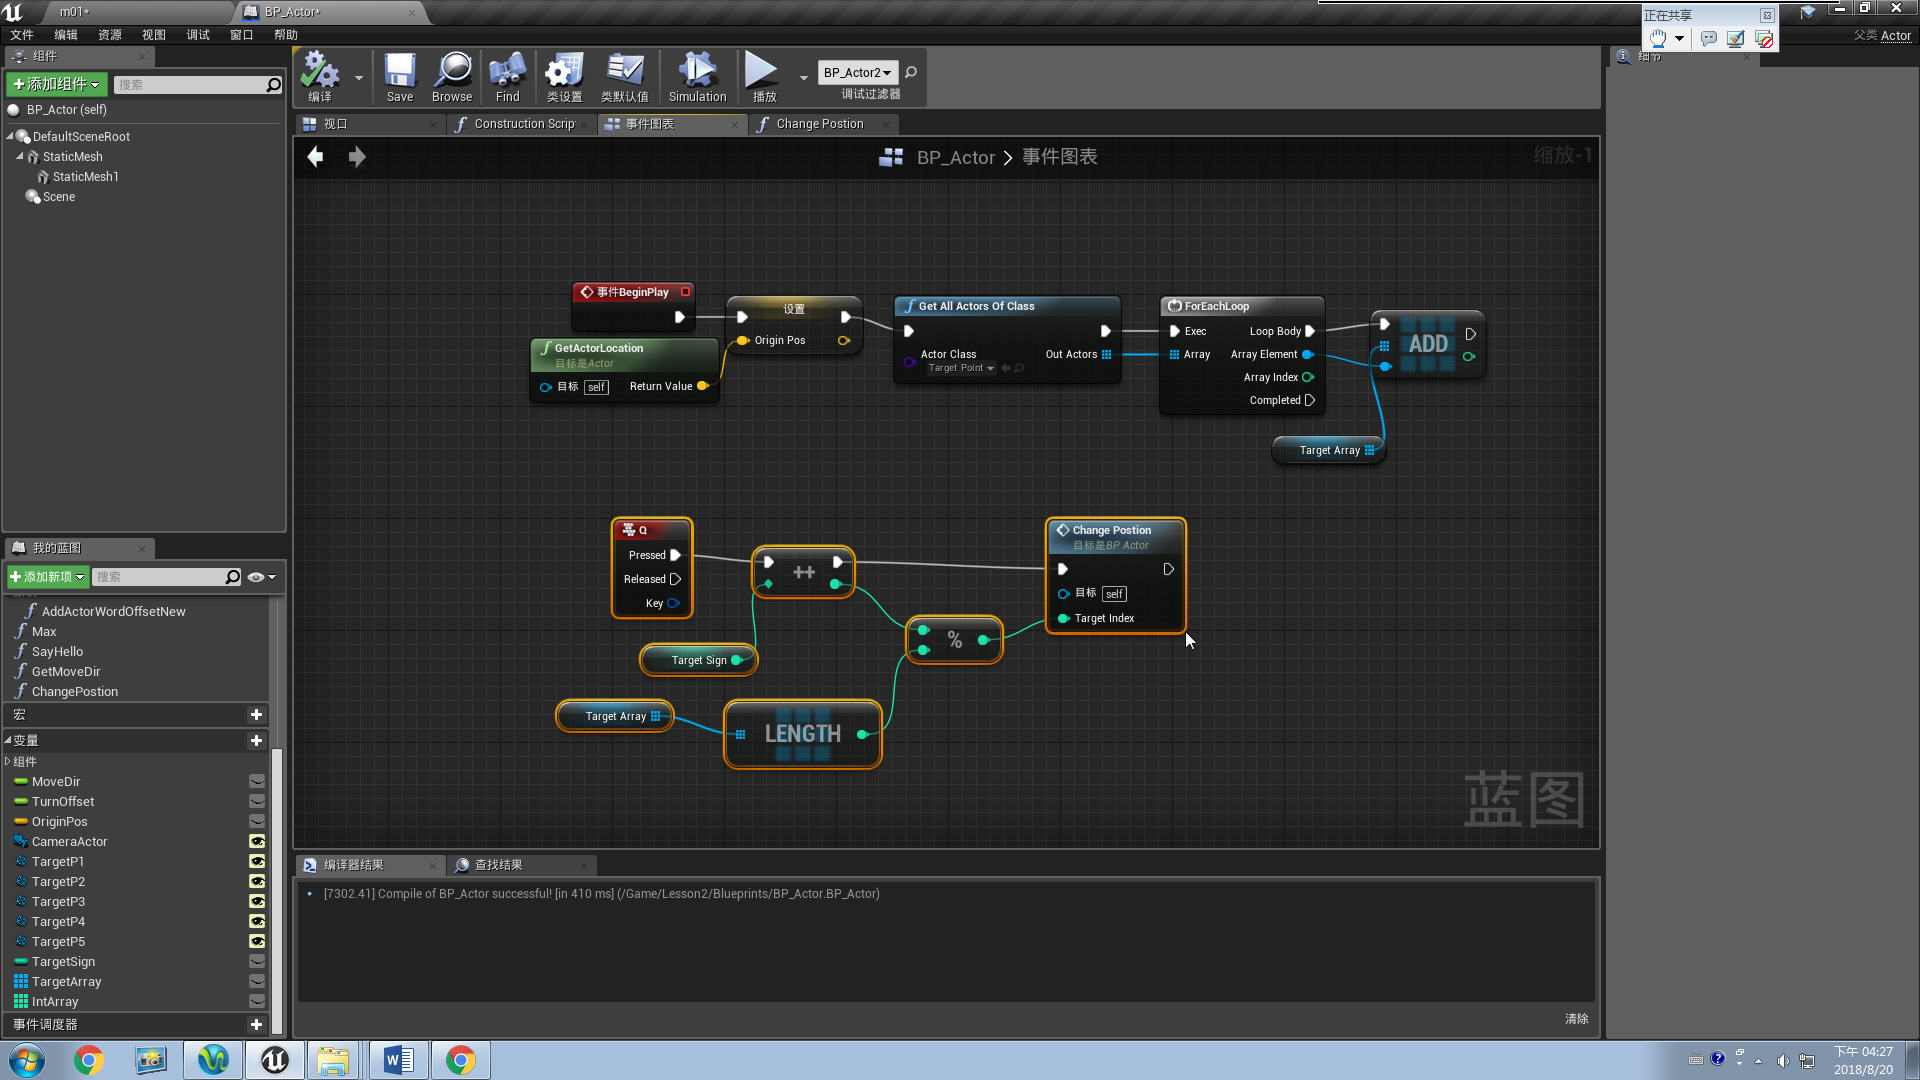 m01*
BP_Actor*
正在共享
文件 编辑 资源 视图 调试 窗口 帮助
父类 Actor
组件
细节
+添加组件
搜索
编译
Save
Browse
Find
类设置
类默认值
Simulation
播放
BP_Actor2
调试过滤器
BP_Actor (self)
DefaultSceneRoot
StaticMesh
StaticMesh1
Scene
视口
Construction Scrip
事件图表
Change Postion
BP_Actor > 事件图表
缩放-1
事件BeginPlay
设置
Origin Pos
GetActorLocation
目标是Actor
目标 self
Return Value
Get All Actors Of Class
Actor Class
Target Point
Out Actors
ForEachLoop
Exec
Loop Body
Array
Array Element
Array Index
Completed
ADD
Target Array
Q
Pressed
Released
Key
++
Target Sign
Target Array
LENGTH
%
Change Postion
目标是BP Actor
目标 self
Target Index
蓝图
我的蓝图
+添加新项
搜索
AddActorWordOffsetNew
Max
SayHello
GetMoveDir
ChangePostion
宏
变量
组件
MoveDir
TurnOffset
OriginPos
CameraActor
TargetP1
TargetP2
TargetP3
TargetP4
TargetP5
TargetSign
TargetArray
IntArray
事件调度器
编译器结果
查找结果
[7302.41] Compile of BP_Actor successful! [in 410 ms] (/Game/Lesson2/Blueprints/BP_Actor.BP_Actor)
清除
下午 04:27
2018/8/20